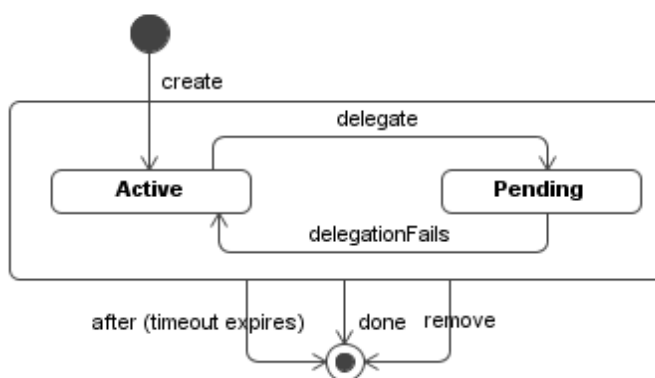 create
delegate
Active
Pending
delegationFails
after (timeout expires)
done
remove